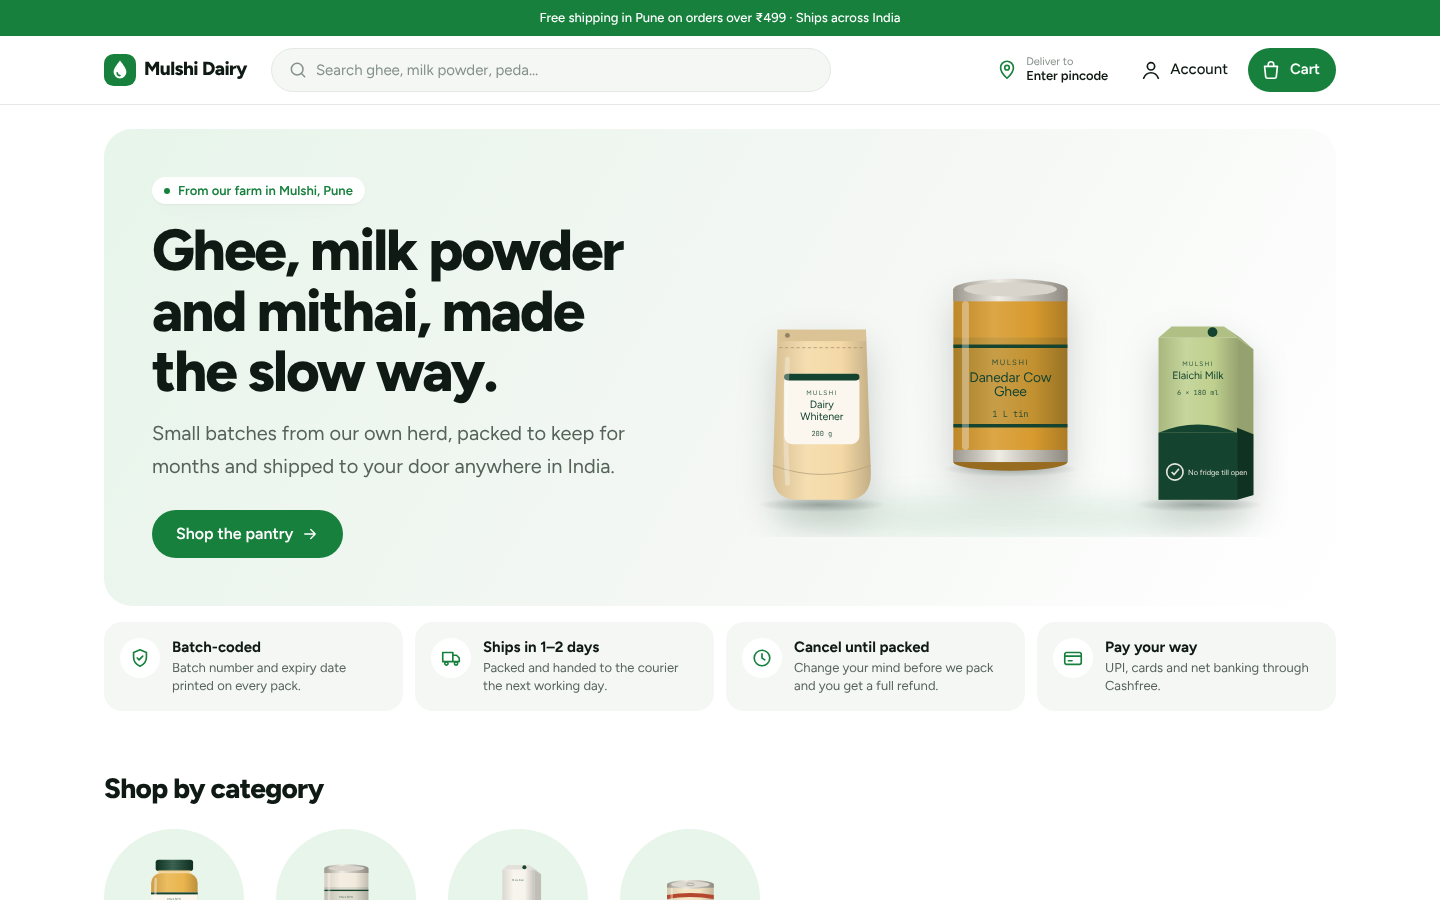 Free shipping in Pune on orders over ₹499 · Ships across India
Mulshi Dairy
Search ghee, milk powder, peda...
Deliver to
Enter pincode
Account
Cart
From our farm in Mulshi, Pune
Ghee, milk powder
and mithai, made
the slow way.
Small batches from our own herd, packed to keep for
months and shipped to your door anywhere in India.
Shop the pantry
MULSHI
Dairy
Whitener
200 g
MULSHI
Danedar Cow
Ghee
1 L tin
MULSHI
Elaichi Milk
6 × 180 ml
No fridge till open
Batch-coded
Batch number and expiry date
printed on every pack.
Ships in 1–2 days
Packed and handed to the courier
the next working day.
Cancel until packed
Change your mind before we pack
and you get a full refund.
Pay your way
UPI, cards and net banking through
Cashfree.
Shop by category